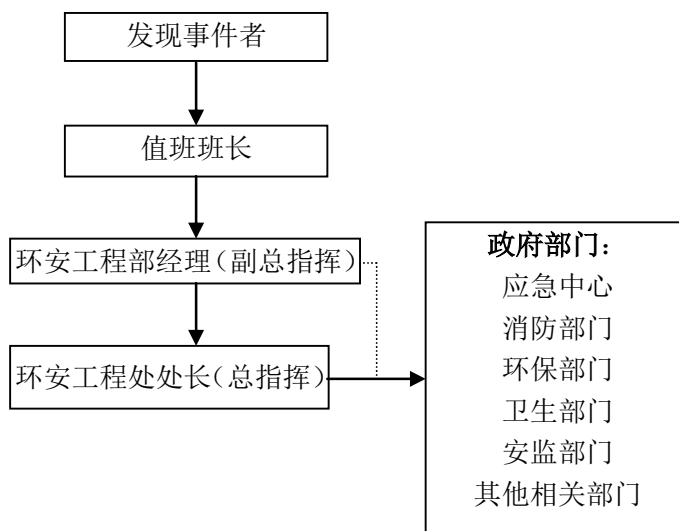 发现事件者
值班班长
环安工程部经理（副总指挥）
环安工程处处长（总指挥）
政府部门：
应急中心
消防部门
环保部门
卫生部门
安监部门
其他相关部门